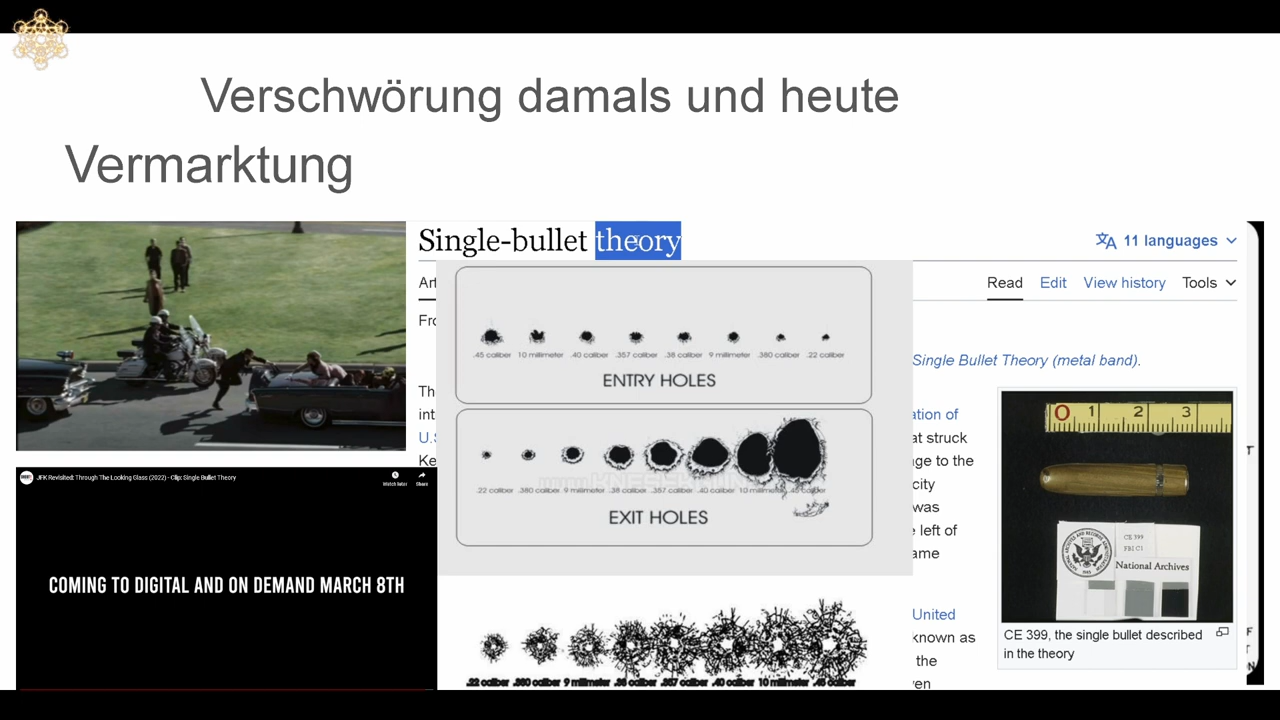 Verschwörung damals und heute
Vermarktung
Single-bullet theory
11 languages
Read Edit View history Tools
Single Bullet Theory (metal band).
.45 caliber 10 millimeter .40 caliber .357 caliber .38 caliber 9 millimeter .380 caliber .22 caliber
ENTRY HOLES
.22 caliber .380 caliber 9 millimeter .38 caliber .357 caliber .40 caliber 10 millimeter .45 caliber
EXIT HOLES
.22 caliber .380 caliber 9 millimeter .38 caliber .357 caliber .40 caliber 10 millimeter .45 caliber
Th
int
U.S
Ke
ation of
at struck
ge to the
city
was
left of
ame
United
known as
the
en
0 1 2 3
CE 399
FBI C1
National Archives
CE 399, the single bullet described
in the theory
JFK Revisited: Through The Looking Glass (2022) - Clip: Single Bullet Theory
Watch later Share
COMING TO DIGITAL AND ON DEMAND MARCH 8TH